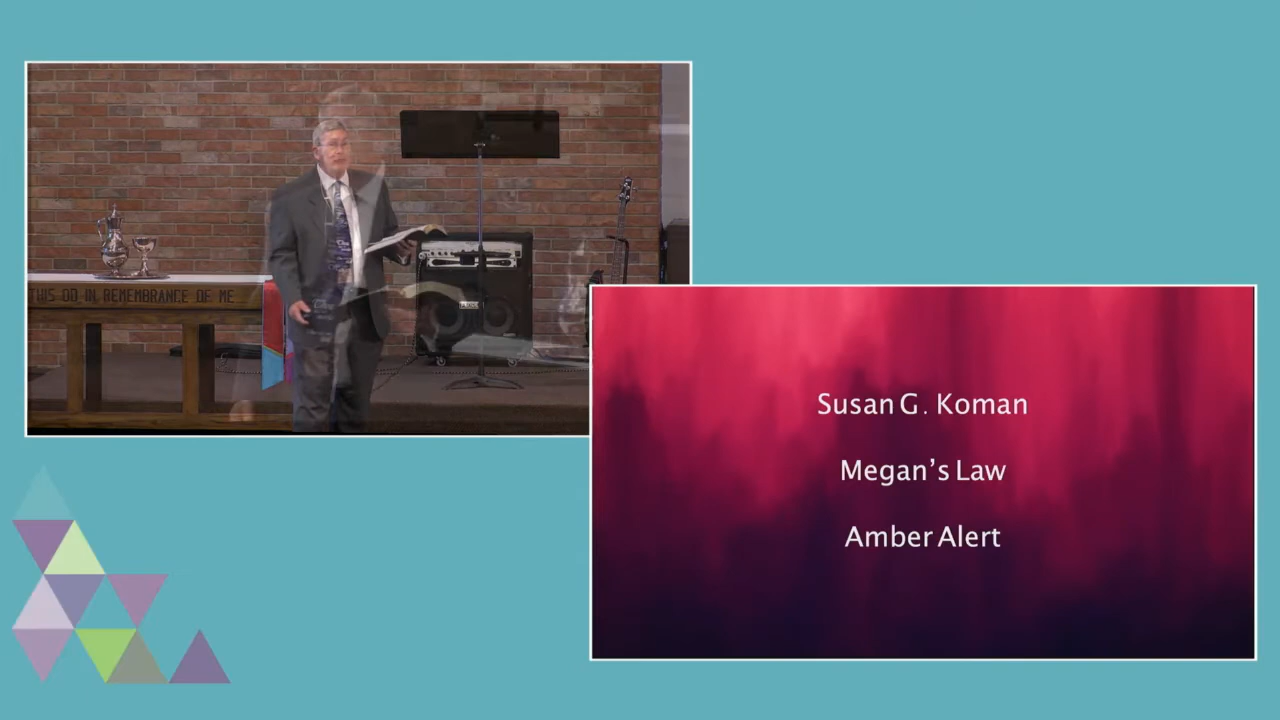 THIS DO IN REMEMBRANCE OF ME
Susan G. Koman
Megan's Law
Amber Alert